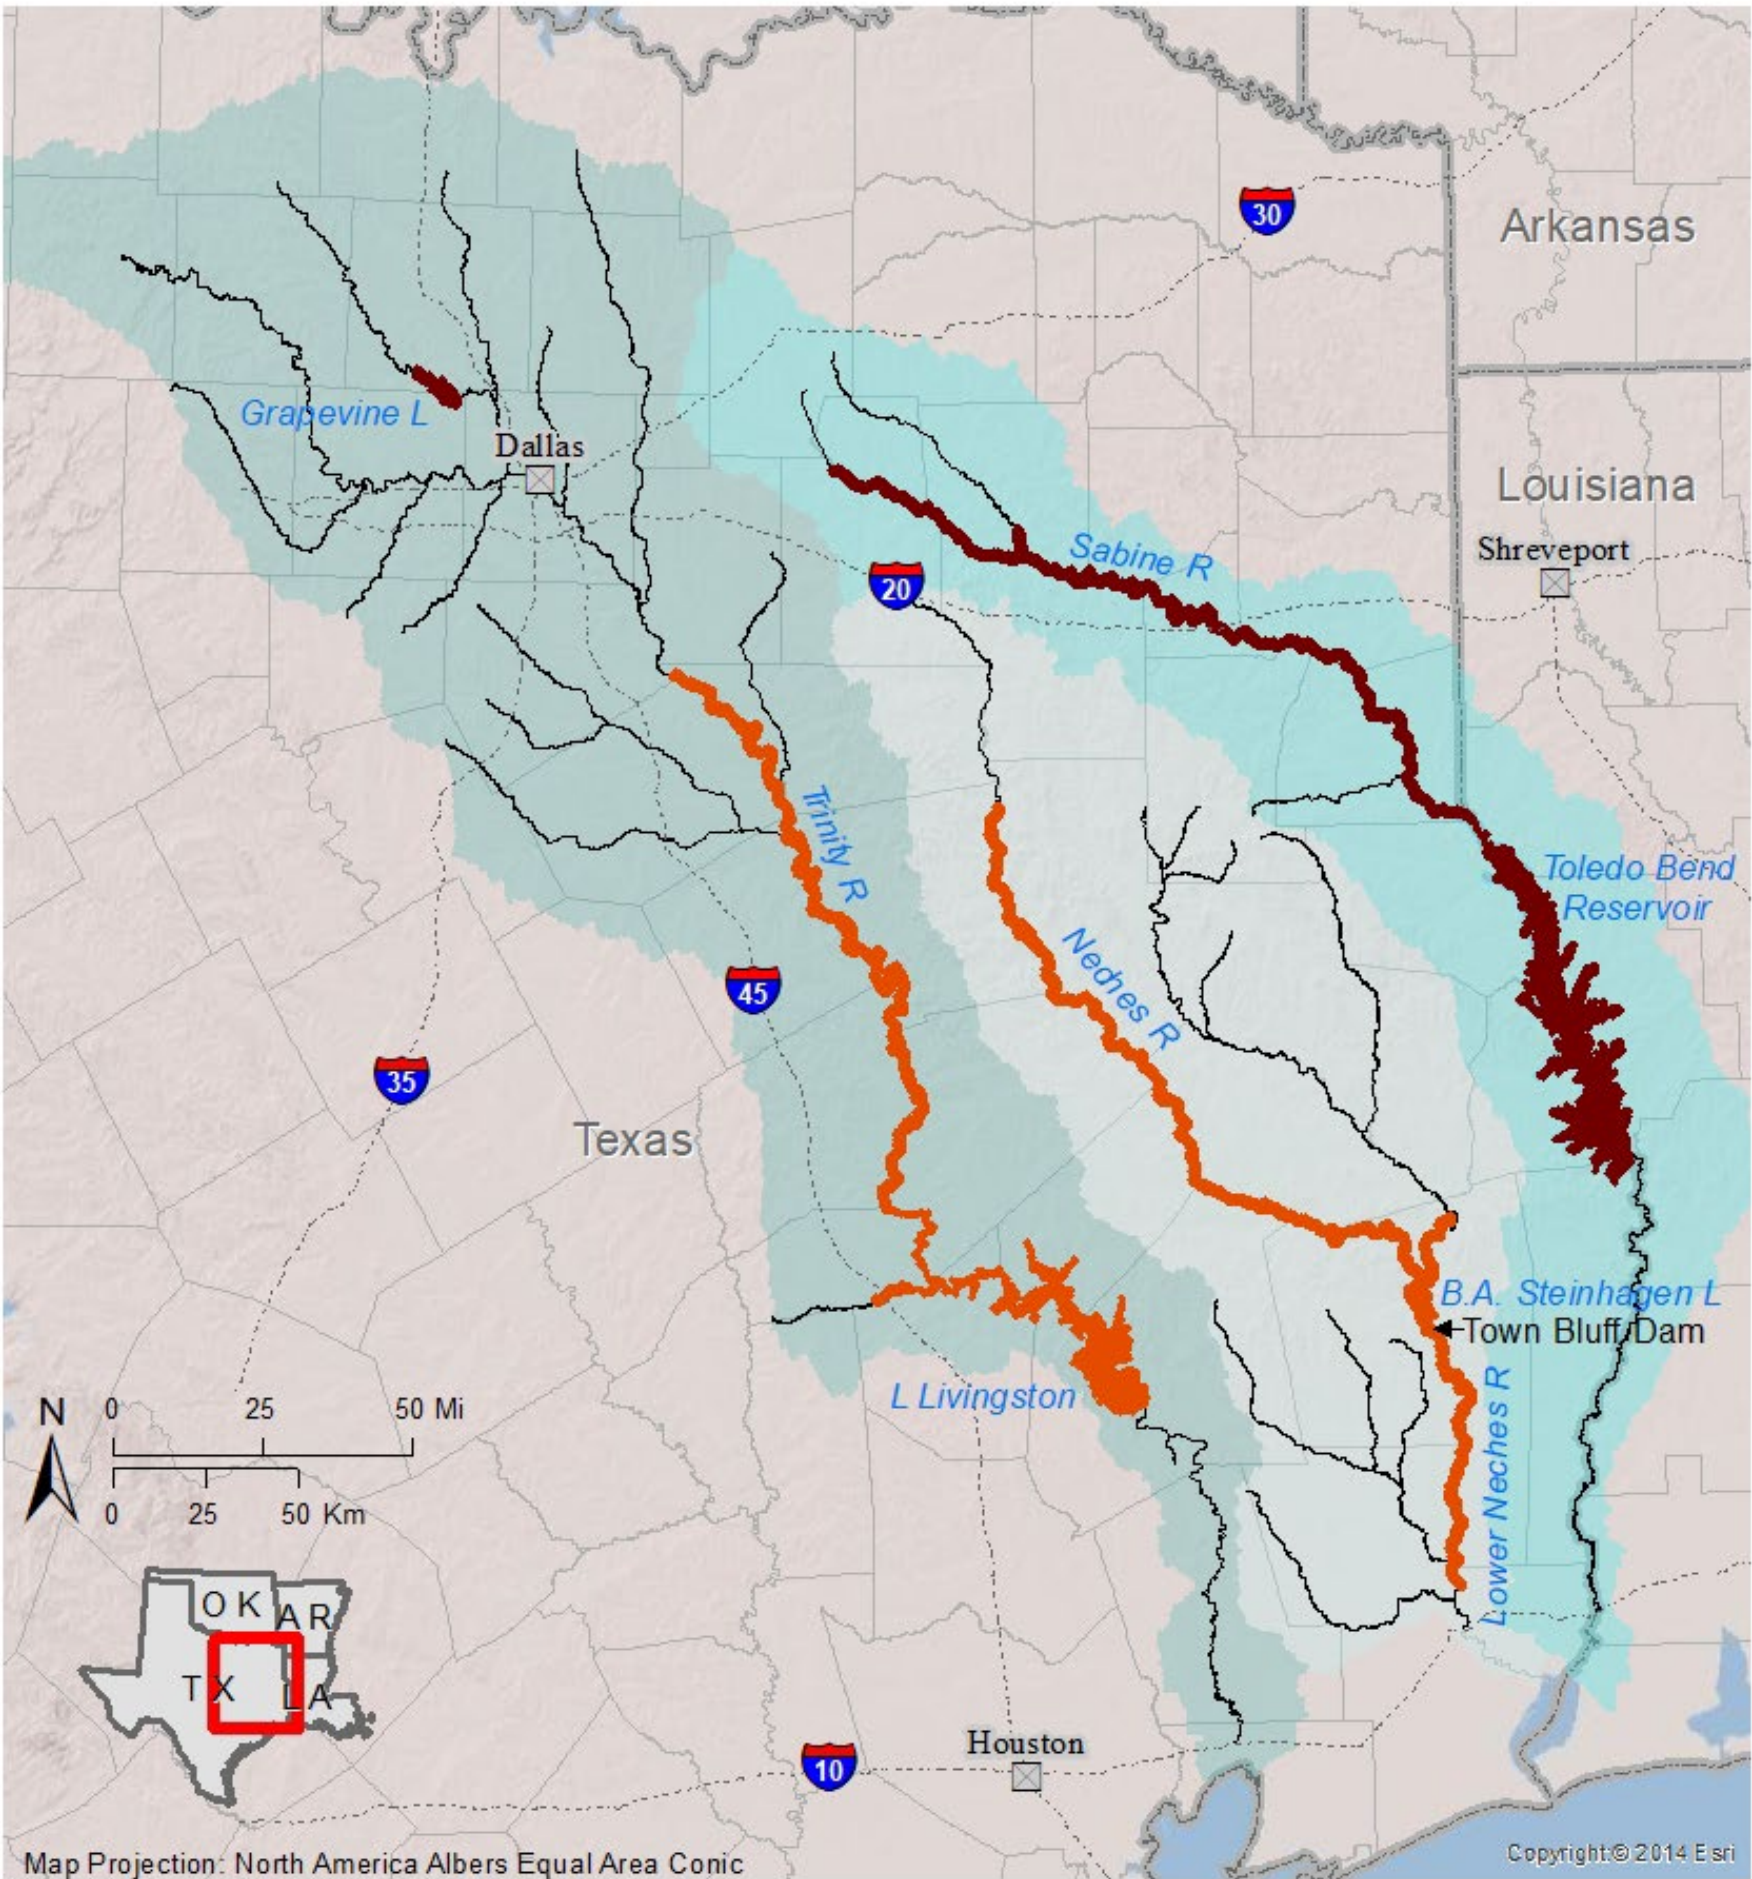 30
Arkansas
Grapevine L
Dallas
Louisiana
Shreveport
Sabine R
20
Trinity R
Toledo Bend
Reservoir
Neches R
45
35
Texas
B.A. Steinhagen L
Town Bluff Dam
L Livingston
Lower Neches R
N
0 25 50 Mi
0 25 50 Km
OK
AR
TX
LA
Houston
10
Map Projection: North America Albers Equal Area Conic
Copyright:© 2014 Esri